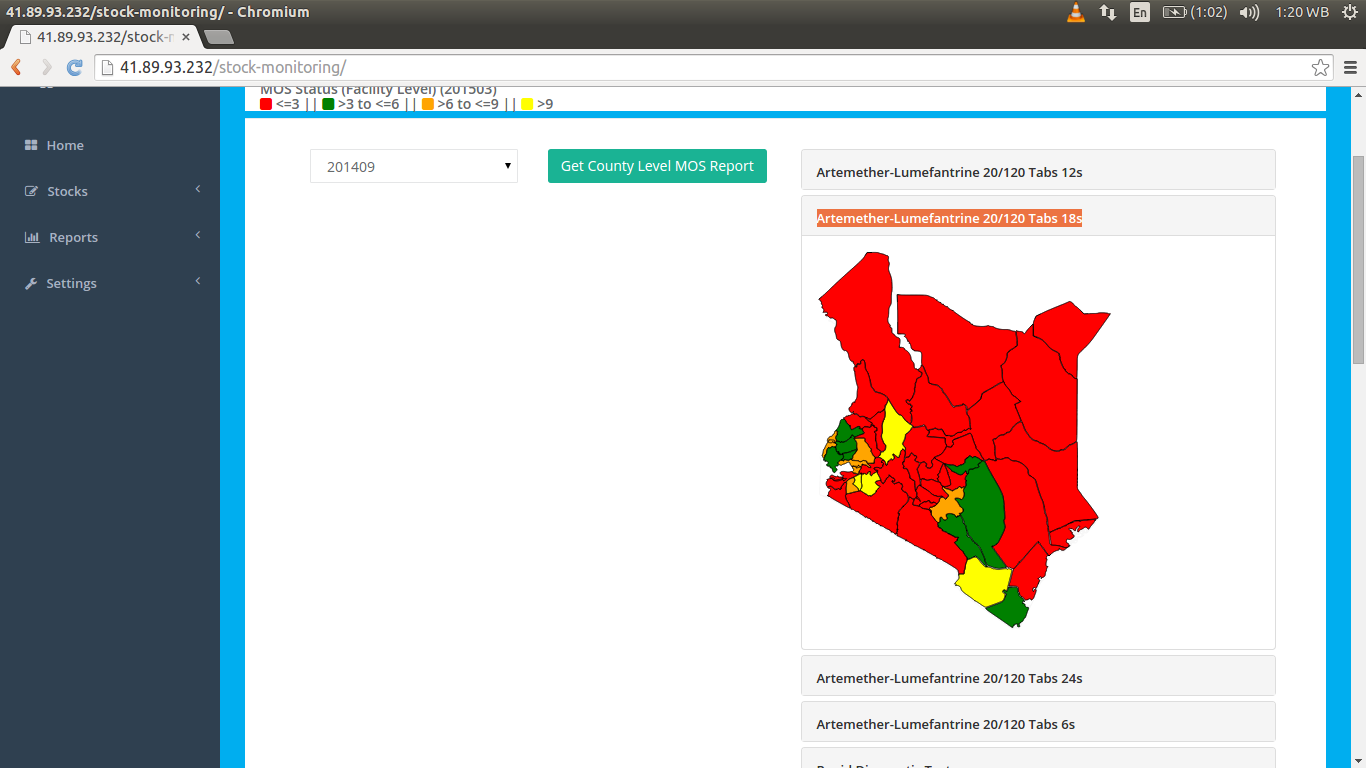 41.89.93.232/stock-monitoring/ - Chromium
En (1:02) 1:20 WB
41.89.93.232/stock-r
41.89.93.232/stock-monitoring/
MOS Status (Facility Level) (201503)
<=3 || >3 to <=6 || >6 to <=9 || >9
Home
Stocks
Reports
Settings
201409
Get County Level MOS Report
Artemether-Lumefantrine 20/120 Tabs 12s
Artemether-Lumefantrine 20/120 Tabs 18s
Artemether-Lumefantrine 20/120 Tabs 24s
Artemether-Lumefantrine 20/120 Tabs 6s